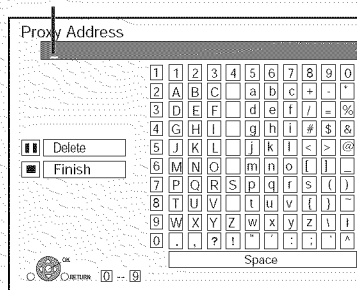 Proxy Address
1 1 2 3 4 5 6 7 8 9 0
2 A B C a b c + - *
3 D E F d e f / = %
4 G H I g h i # $ &
Delete 5 J K L j k l < > @
Finish 6 M N O m n o [ ] _
7 P Q R S p q r s ( )
8 T U V t u v { } ~
9 W X Y Z w x y z \ |
0 . , ? ! " ' : ; ` ^
Space
OK
RETURN 0 -- 9